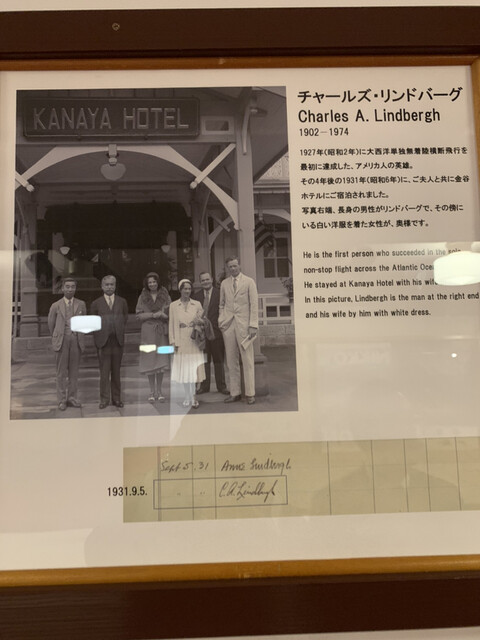 KANAYA HOTEL
チャールズ・リンドバーグ
Charles A. Lindbergh
1902－1974
1927年(昭和2年)に大西洋単独無着陸横断飛行を
最初に達成した、アメリカ人の英雄。
その4年後の1931年(昭和6年)に、ご夫人と共に金谷
ホテルにご宿泊されました。
写真右端、長身の男性がリンドバーグで、その傍に
いる白い洋服を着た女性が、奥様です。
He is the first person who succeeded in the solo
non-stop flight across the Atlantic
He stayed at Kanaya Hotel with his wife
In this picture, Lindbergh is the man at the right end
and his wife by him with white dress.
Sept 5 31 Anne Lindbergh
1931.9.5. " " C.A. Lindbergh